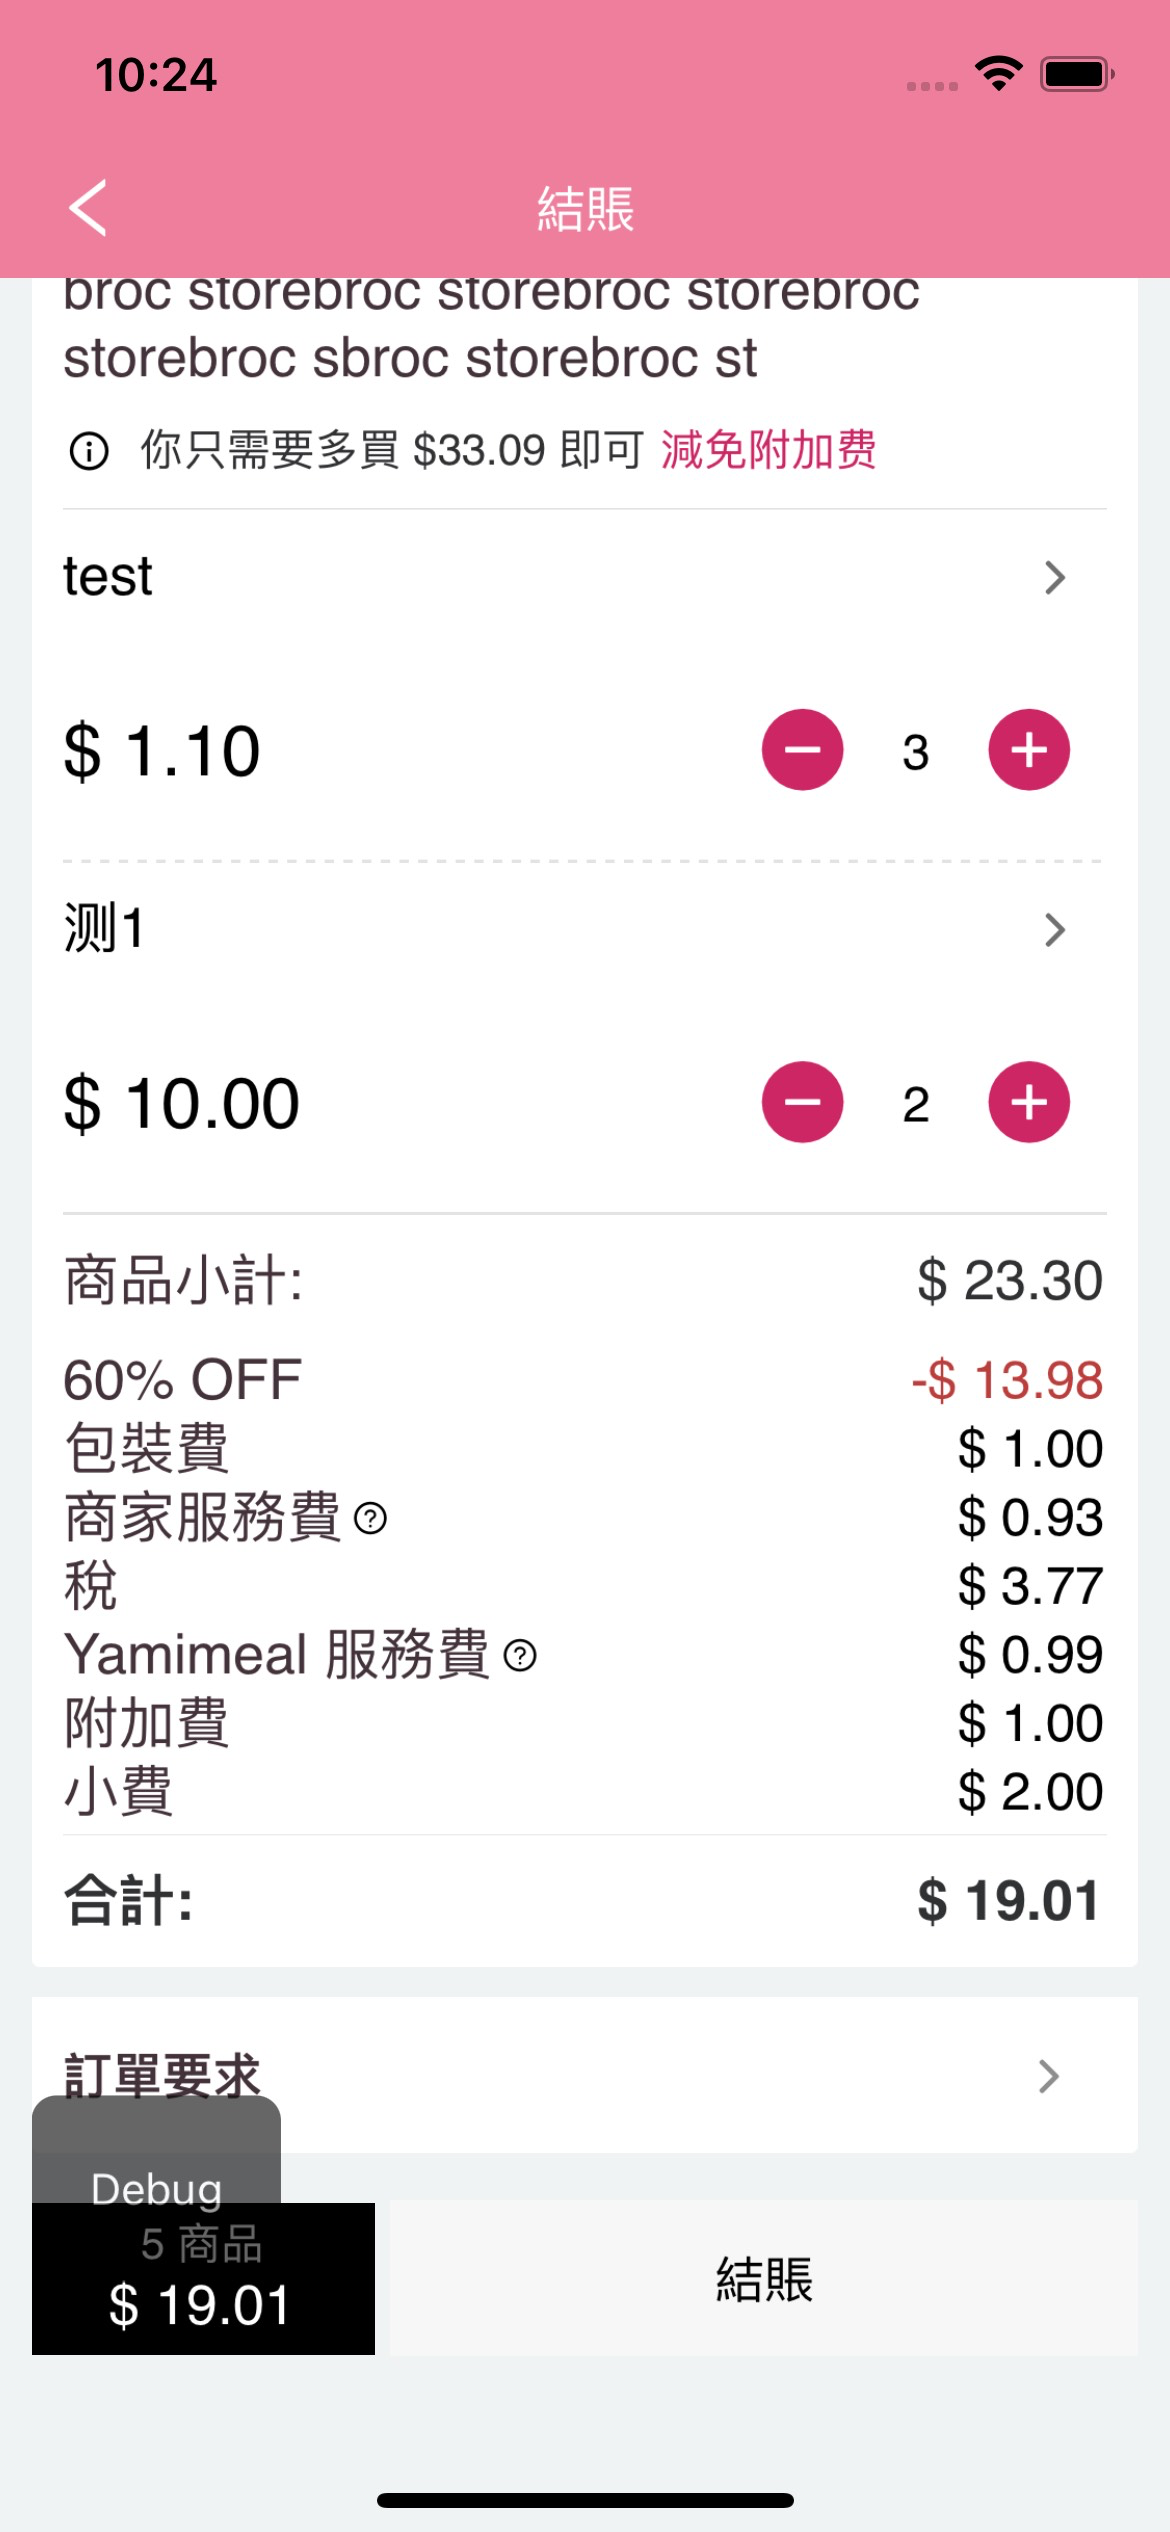 10:24
結賬
broc storebroc storebroc storebroc
storebroc sbroc storebroc st
你只需要多買 $33.09 即可 減免附加费
test
$ 1.10
3
测1
$ 10.00
2
商品小計: $ 23.30
60% OFF -$ 13.98
包裝費 $ 1.00
商家服務費 $ 0.93
稅 $ 3.77
Yamimeal 服務費 $ 0.99
附加費 $ 1.00
小費 $ 2.00
合計: $ 19.01
訂單要求
Debug
5 商品
$ 19.01
結賬